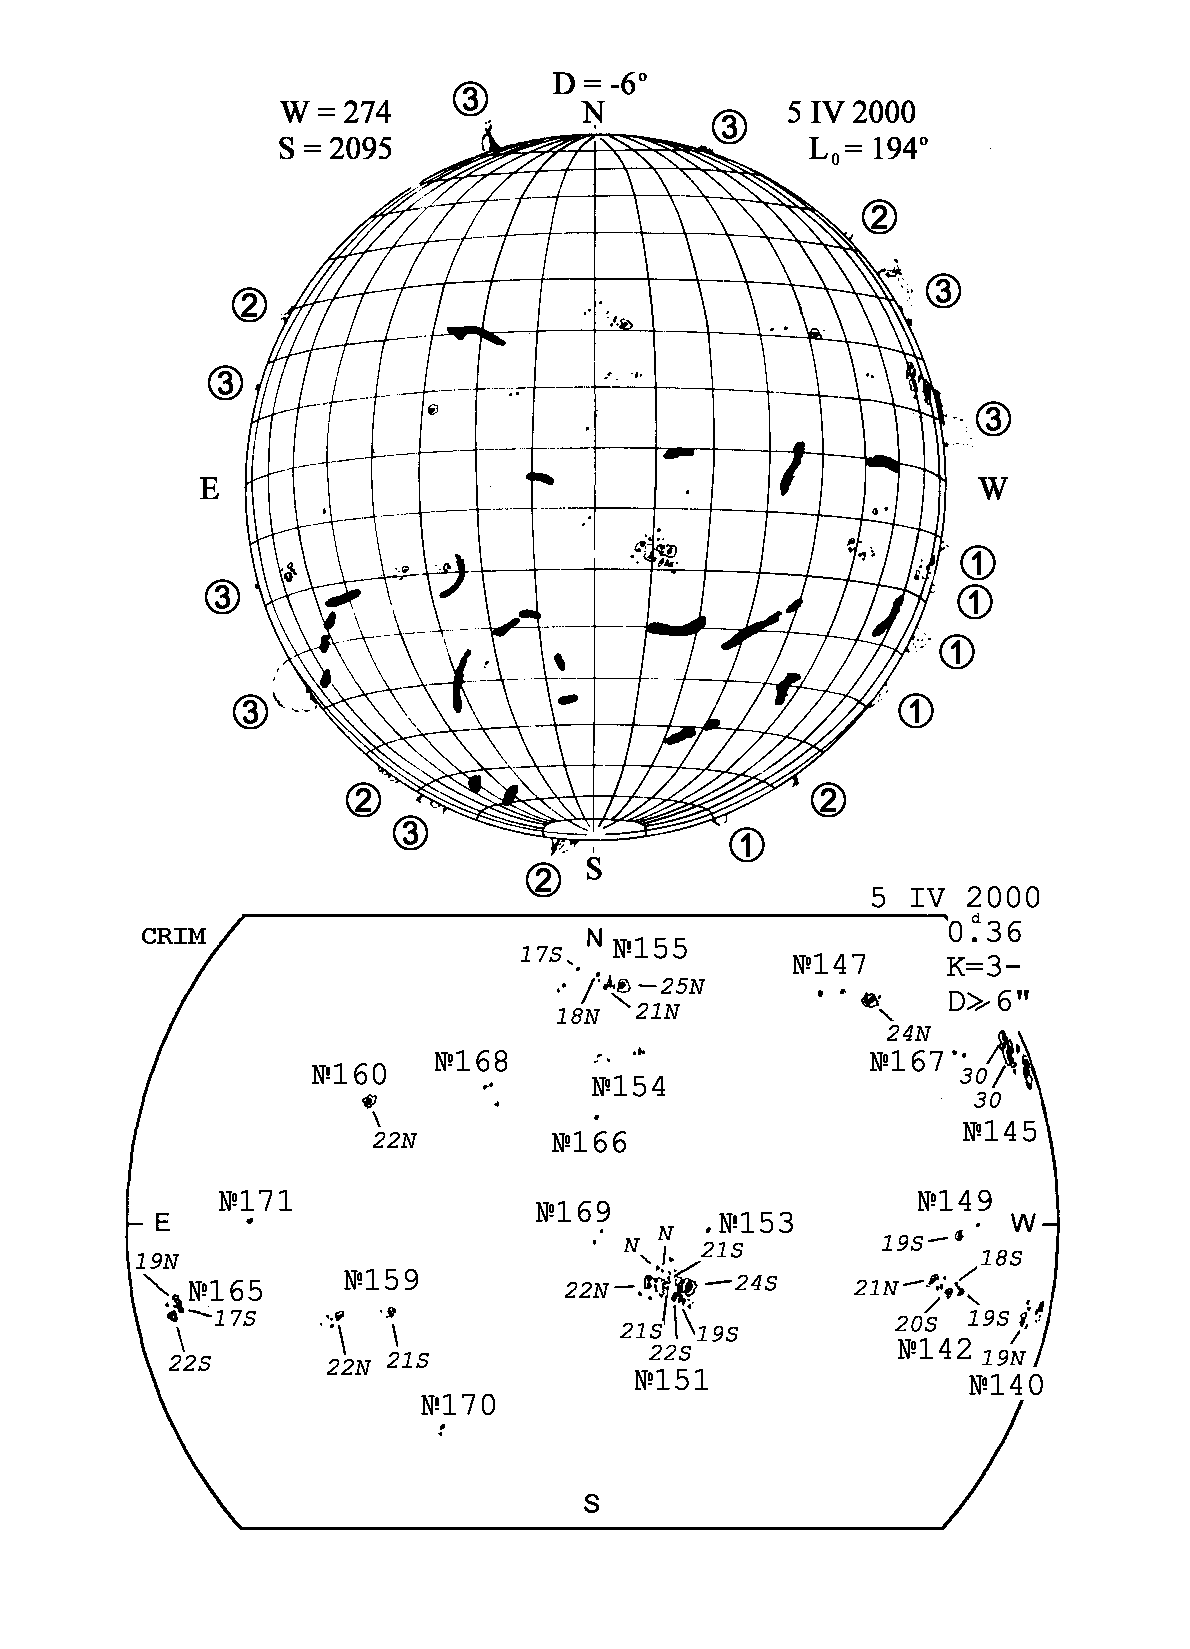 D = -6°
③
W = 274
N
③
5 IV 2000
S = 2095
L₀ = 194°
②
③
②
③
③
E
W
①
③
①
①
③
①
②
②
③
①
S
②
5 IV 2000
CRIM
N
№155
0.ᵈ36
17S
№147
K=3-
25N
D⩾6"
18N
21N
24N
№168
№167
№160
30
№154
30
22N
№166
№145
№171
№149
E
№169
№153
W
N
N
19S
21S
18S
19N
№165
№159
22N
24S
21N
17S
21S
19S
20S
19S
22S
22N
21S
22S
№142
19N
№151
№140
№170
S